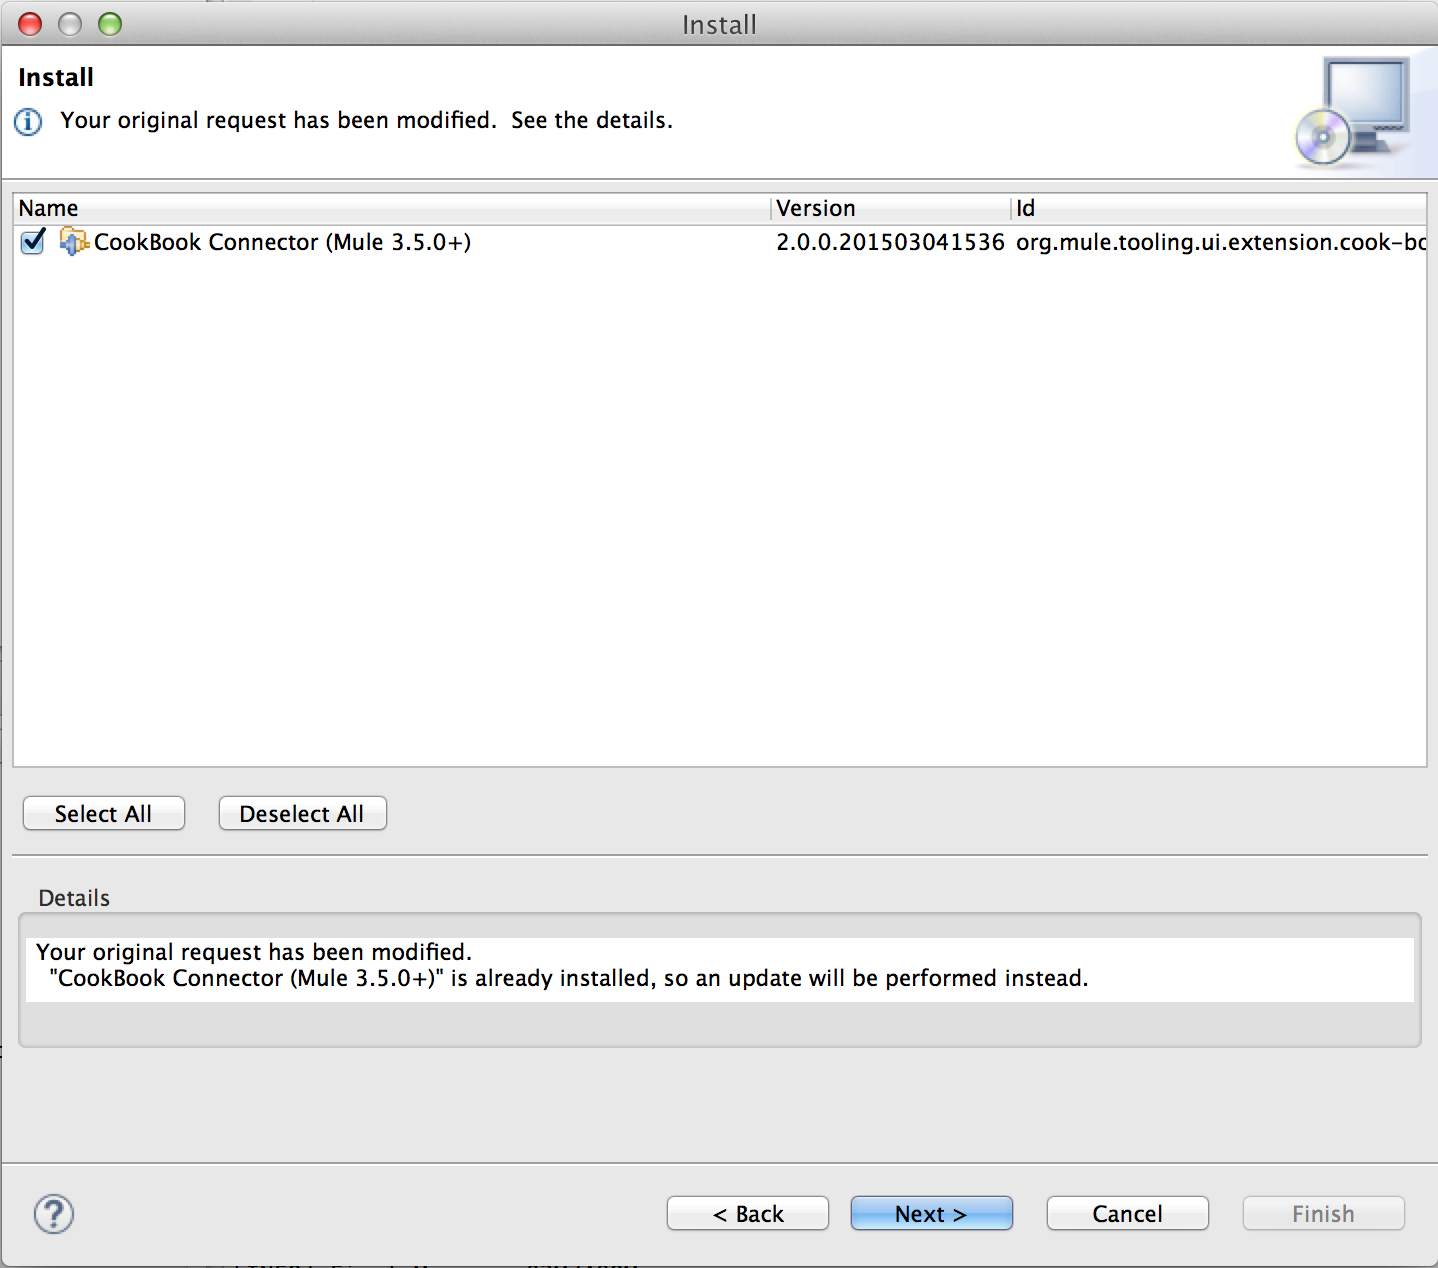 Install
Install
Your original request has been modified.  See the details.
Name Version Id
CookBook Connector (Mule 3.5.0+) 2.0.0.201503041536 org.mule.tooling.ui.extension.cook-bo
Select All Deselect All
Details
Your original request has been modified.
"CookBook Connector (Mule 3.5.0+)" is already installed, so an update will be performed instead.
< Back Next > Cancel Finish